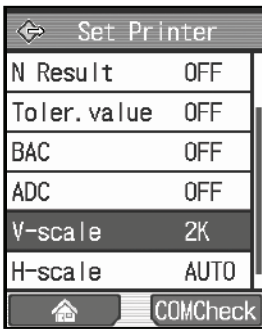 Set Printer
N Result OFF
Toler.value OFF
BAC OFF
ADC OFF
V-scale 2K
H-scale AUTO
COMCheck